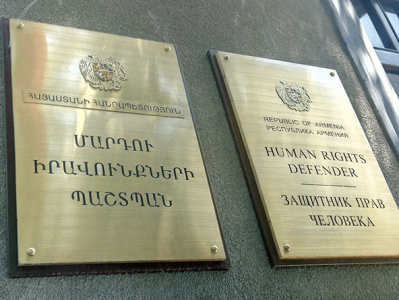 ՀԱՅԱՍՏԱՆԻ ՀԱՆՐԱՊԵՏՈՒԹՅՈՒՆ
ՄԱՐԴՈՒ
ԻՐԱՎՈՒՆՔՆԵՐԻ
ՊԱՇՏՊԱՆ
REPUBLIC OF ARMENIA
РЕСПУБЛИКА АРМЕНИЯ
HUMAN RIGHTS
DEFENDER
ЗАЩИТНИК ПРАВ
ЧЕЛОВЕКА